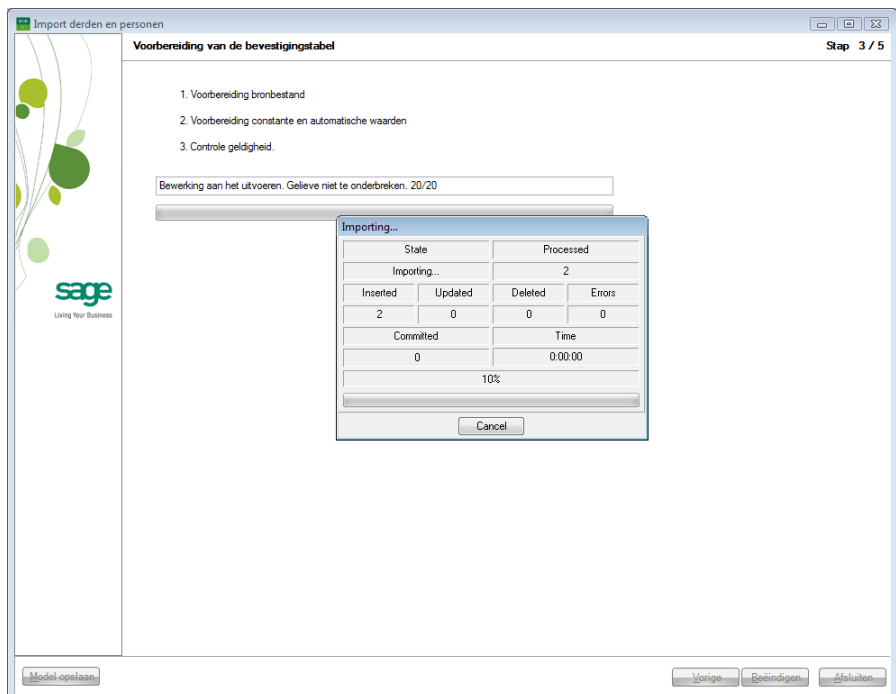 Import derden en personen
Voorbereiding van de bevestigingstabel
Stap 3 / 5
1. Voorbereiding bronbestand
2. Voorbereiding constante en automatische waarden
3. Controle geldigheid.
Bewerking aan het uitvoeren. Gelieve niet te onderbreken. 20/20
sage
Living Your Business
Importing...
State Processed
Importing... 2
Inserted Updated Deleted Errors
2 0 0 0
Committed Time
0 0:00:00
10%
Cancel
Model opslaan
Vorige Beëindigen Afsluiten